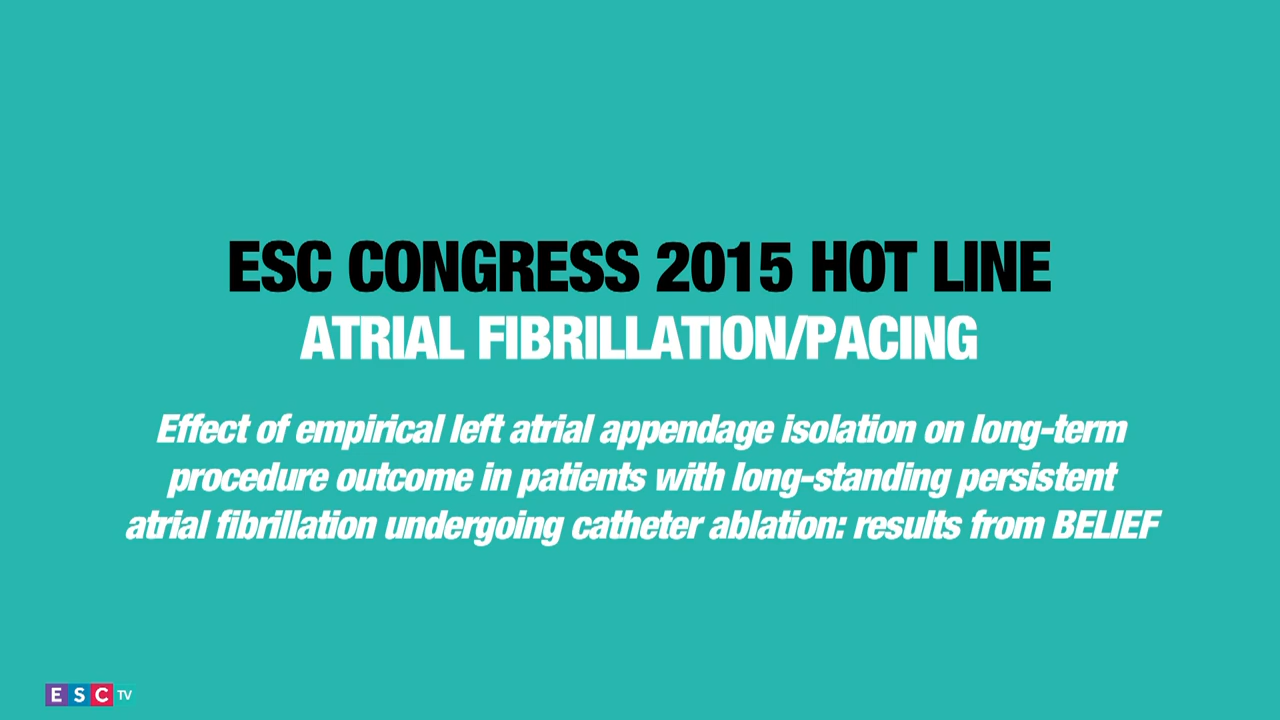 ESC CONGRESS 2015 HOT LINE
ATRIAL FIBRILLATION/PACING
Effect of empirical left atrial appendage isolation on long-term
procedure outcome in patients with long-standing persistent
atrial fibrillation undergoing catheter ablation: results from BELIEF
ESC TV